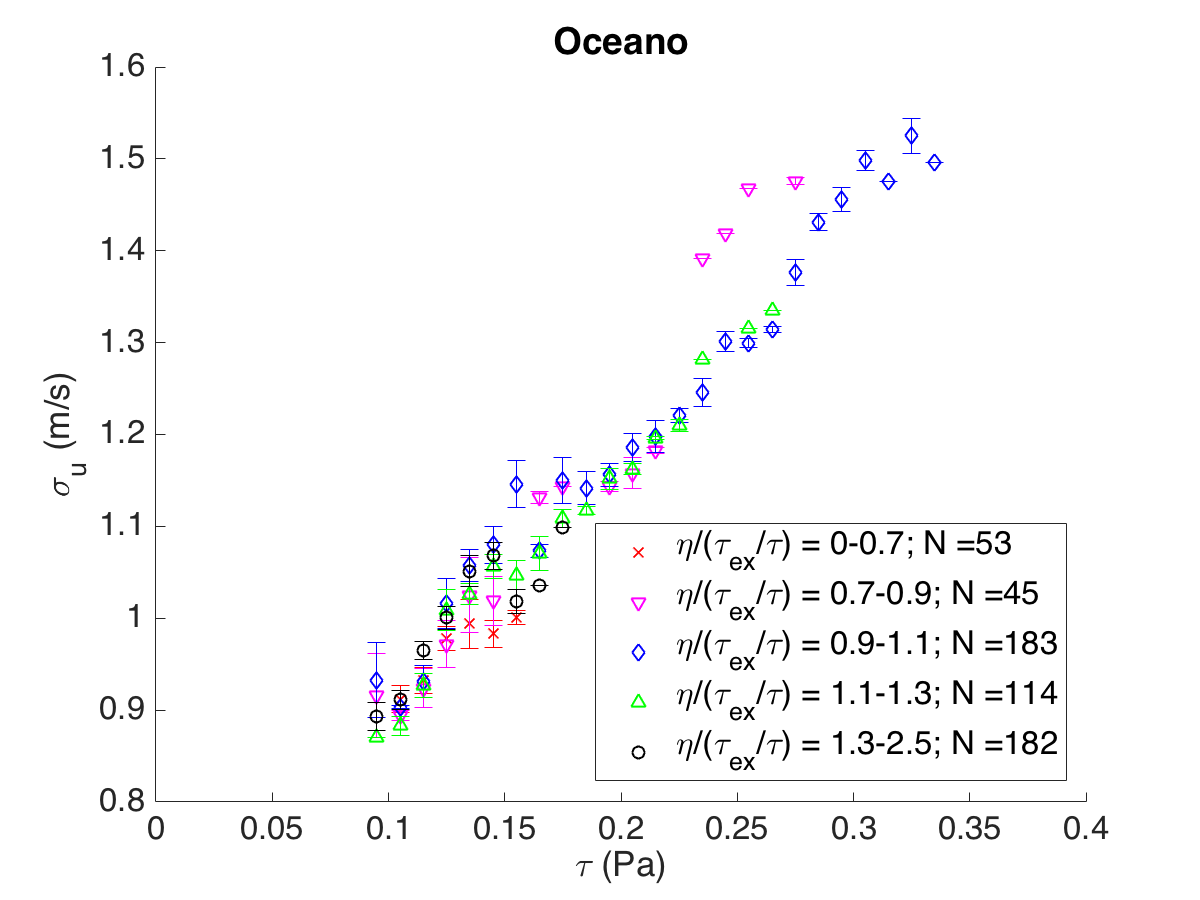 Oceano
1.6
1.5
1.4
1.3
1.2
1.1
1
0.9
0.8
σu (m/s)
η/(τex/τ) = 0-0.7; N =53
η/(τex/τ) = 0.7-0.9; N =45
η/(τex/τ) = 0.9-1.1; N =183
η/(τex/τ) = 1.1-1.3; N =114
η/(τex/τ) = 1.3-2.5; N =182
0 0.05 0.1 0.15 0.2 0.25 0.3 0.35 0.4
τ (Pa)